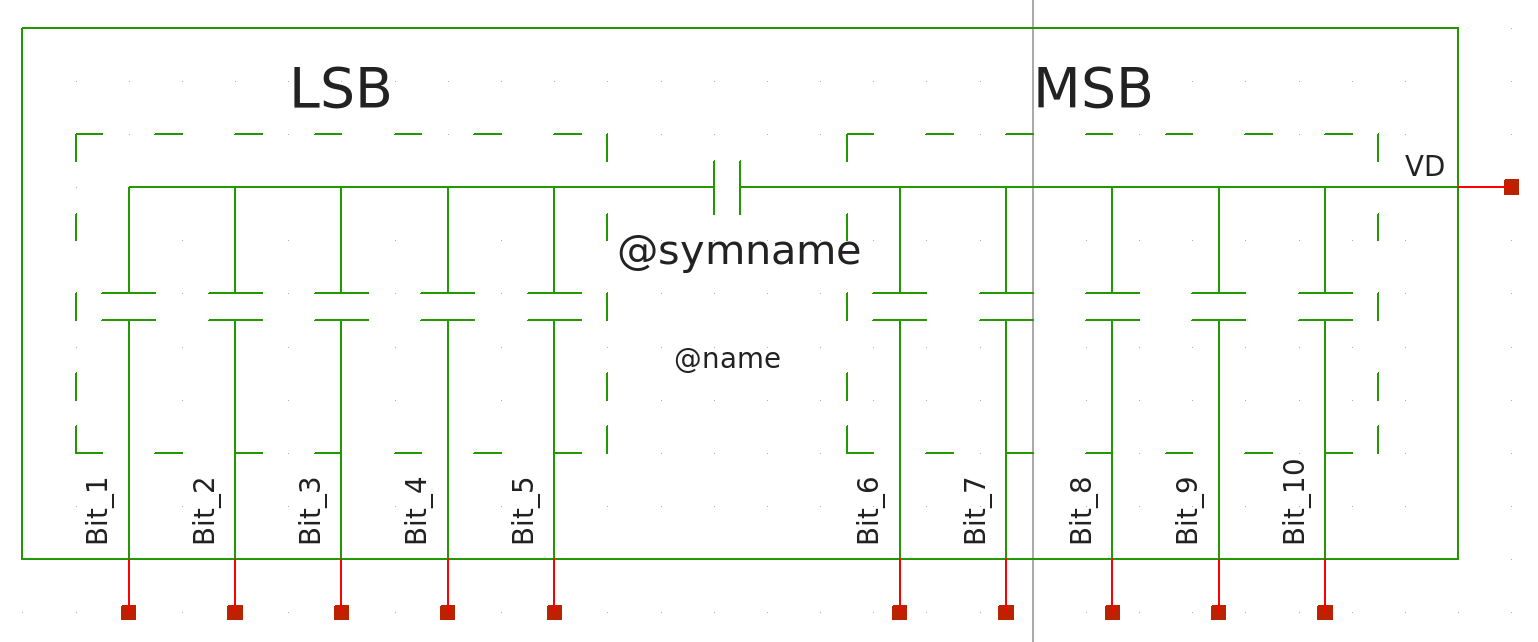 LSB
MSB
VD
@symname
@name
Bit_1
Bit_2
Bit_3
Bit_4
Bit_5
Bit_6
Bit_7
Bit_8
Bit_9
Bit_10